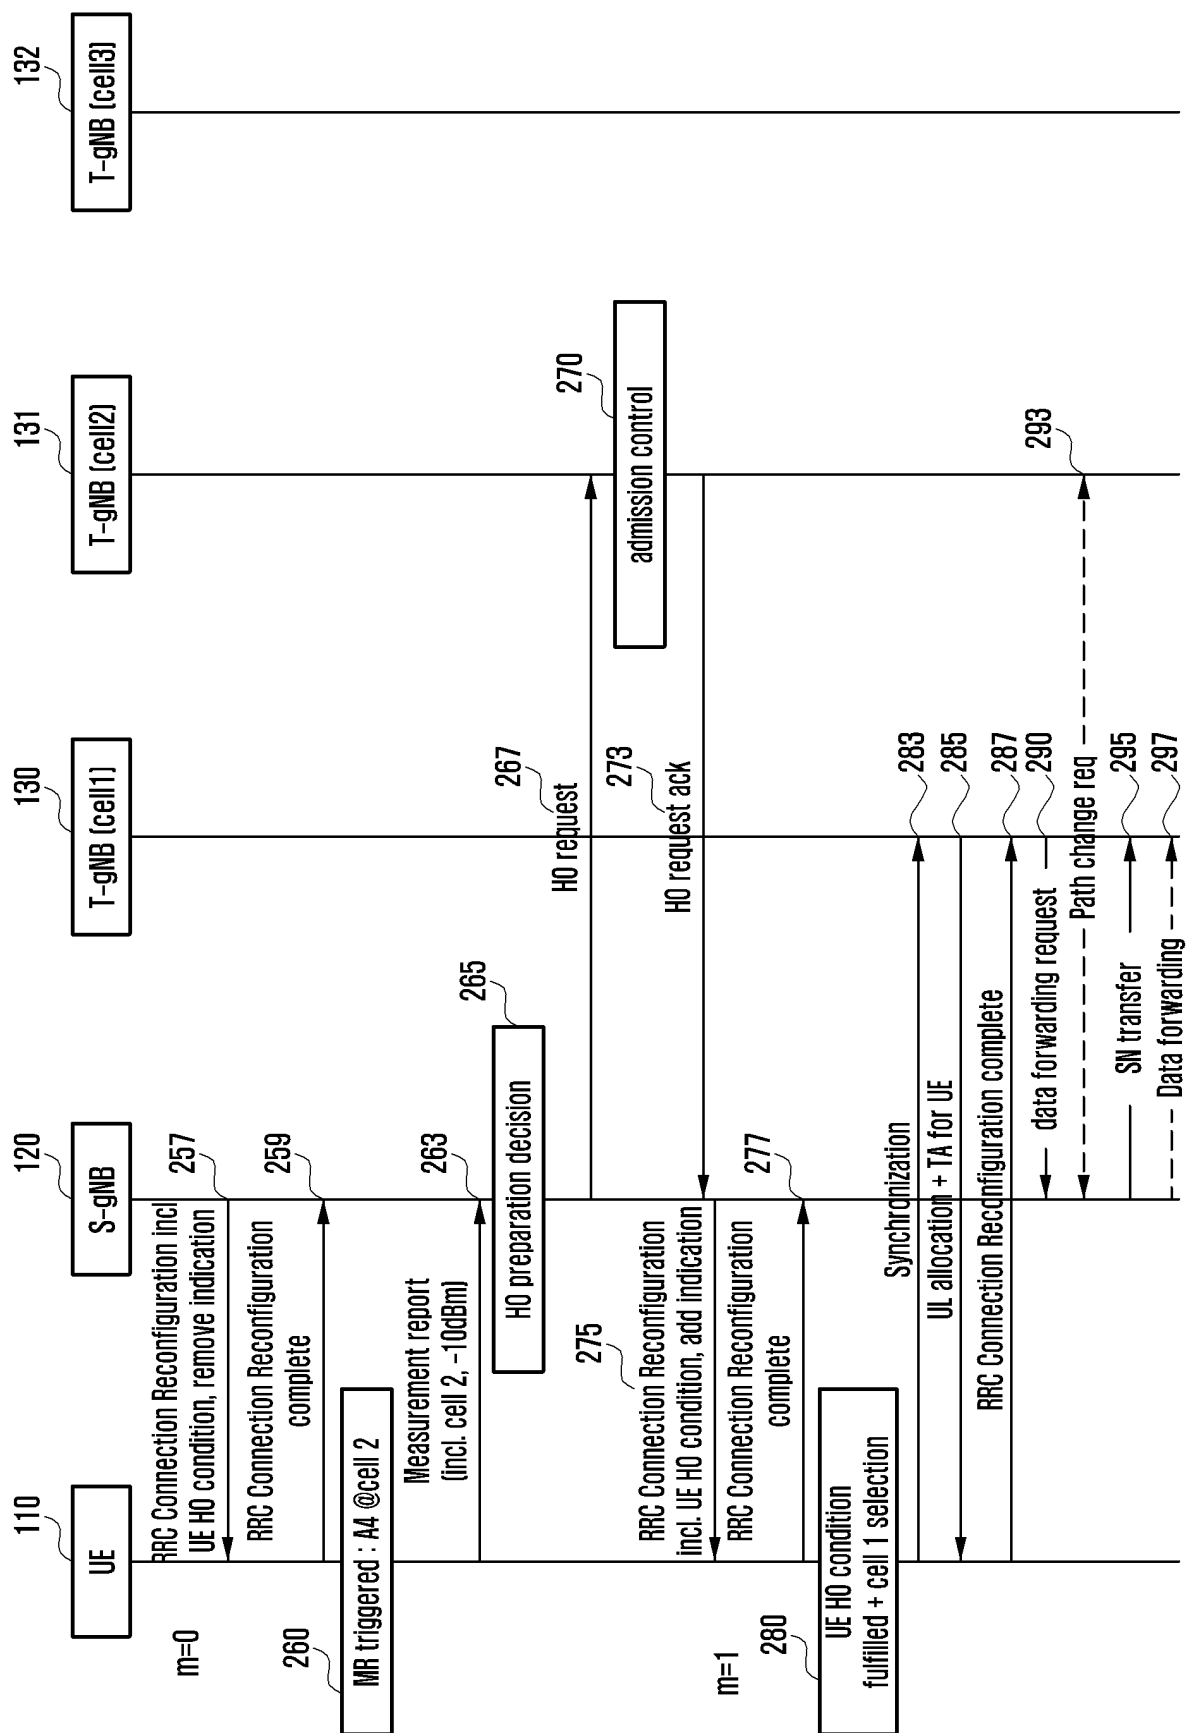 110
UE
120
S-gNB
130
T-gNB (cell1)
131
T-gNB (cell2)
132
T-gNB (cell3)
m=0
RRC Connection Reconfiguration incl
UE HO condition, remove indication
257
RRC Connection Reconfiguration
complete
259
260
MR triggered : A4 @cell 2
Measurement report
(incl. cell 2, -10dBm)
263
265
HO preparation decision
267
HO request
270
admission control
273
HO request ack
275
RRC Connection Reconfiguration
incl. UE HO condition, add indication
m=1
RRC Connection Reconfiguration
complete
277
280
UE HO condition
fulfilled + cell 1 selection
Synchronization
283
UL allocation + TA for UE
285
RRC Connection Reconfiguration complete
287
data forwarding request
290
Path change req
293
SN transfer
295
Data forwarding
297